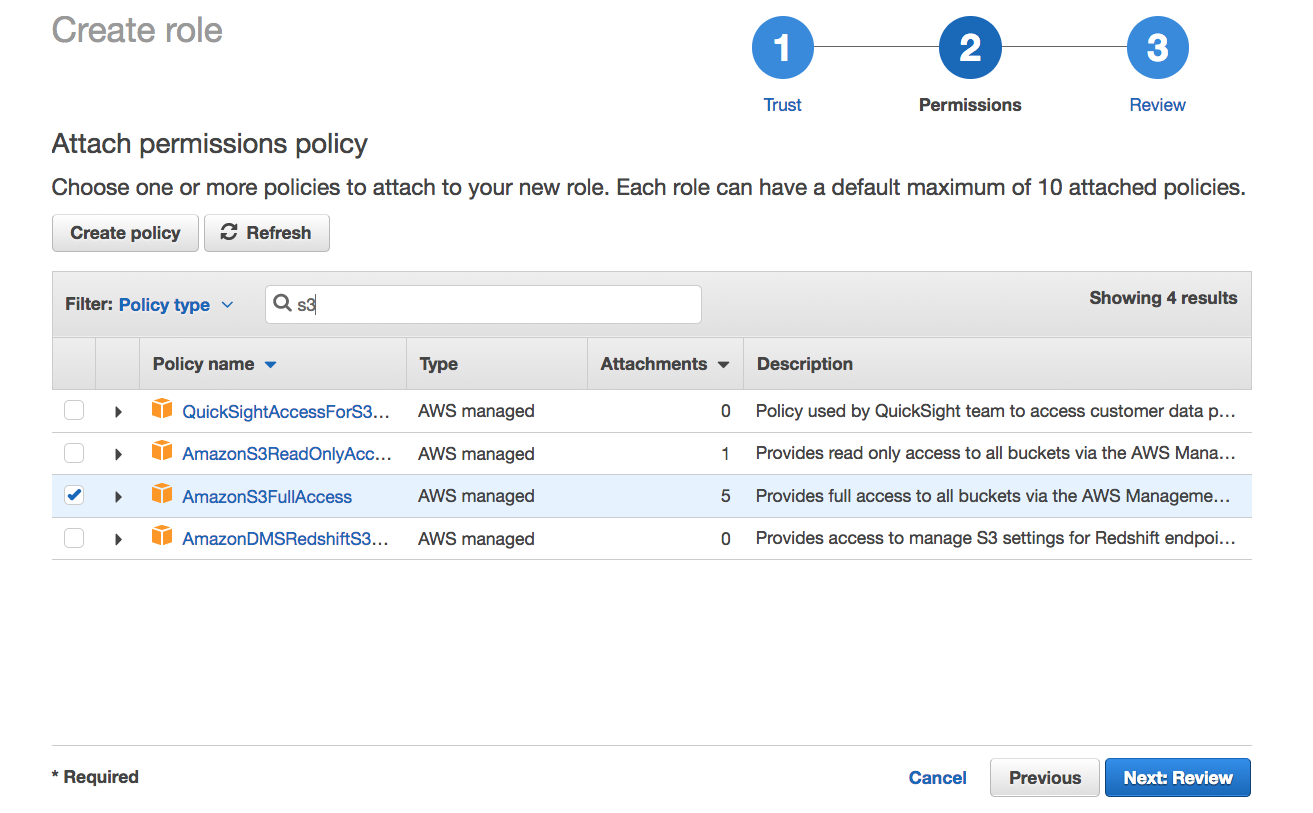 Create role
1 2 3
Trust Permissions Review
Attach permissions policy
Choose one or more policies to attach to your new role. Each role can have a default maximum of 10 attached policies.
Create policy Refresh
Filter: Policy type s3 Showing 4 results
Policy name Type Attachments Description
QuickSightAccessForS3... AWS managed 0 Policy used by QuickSight team to access customer data p...
AmazonS3ReadOnlyAcc... AWS managed 1 Provides read only access to all buckets via the AWS Mana...
AmazonS3FullAccess AWS managed 5 Provides full access to all buckets via the AWS Manageme...
AmazonDMSRedshiftS3... AWS managed 0 Provides access to manage S3 settings for Redshift endpoi...
* Required Cancel Previous Next: Review